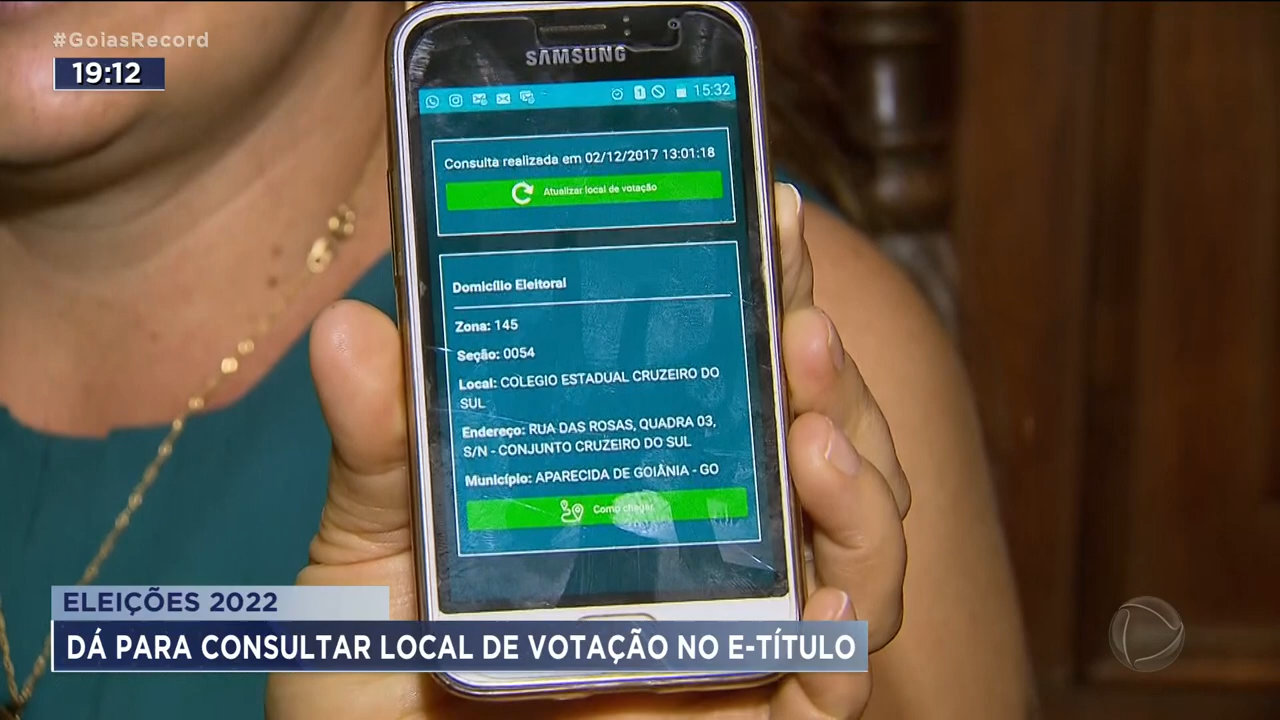 #GoiasRecord
19:12
SAMSUNG
15:32
Consulta realizada em 02/12/2017 13:01:18
Atualizar local de votação
Domicílio Eleitoral
Zona: 145
Seção: 0054
Local: COLEGIO ESTADUAL CRUZEIRO DO
SUL
Endereço: RUA DAS ROSAS, QUADRA 03,
S/N - CONJUNTO CRUZEIRO DO SUL
Município: APARECIDA DE GOIÂNIA - GO
Como chegar
ELEIÇÕES 2022
DÁ PARA CONSULTAR LOCAL DE VOTAÇÃO NO E-TÍTULO